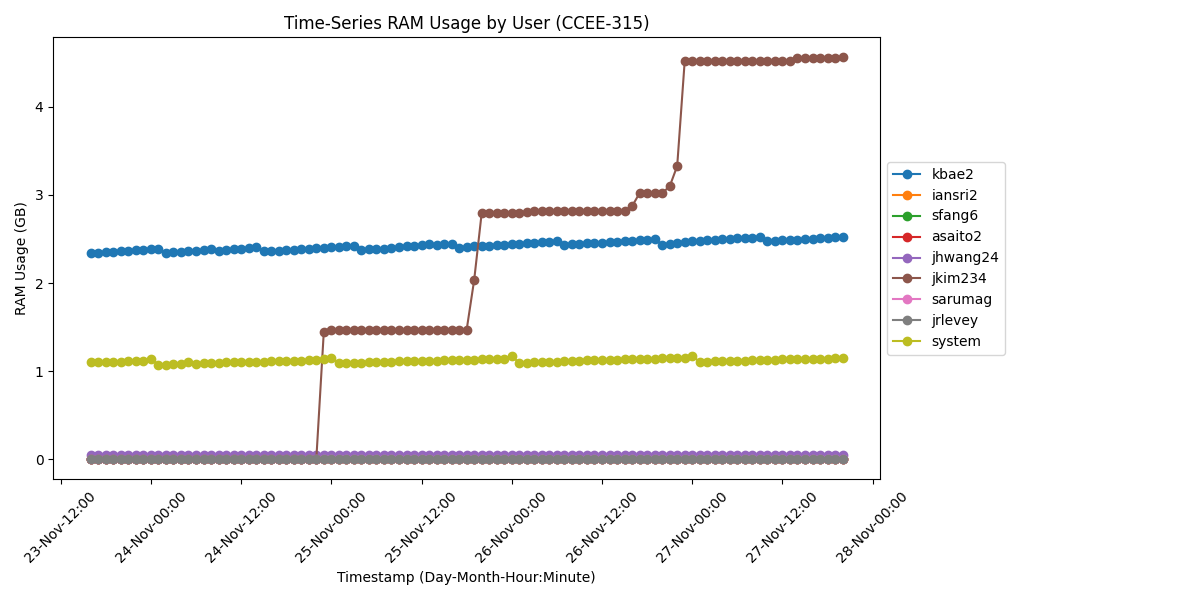 Time-Series RAM Usage by User (CCEE-315)
RAM Usage (GB)
4
3
2
1
0
23-Nov-12:00
24-Nov-00:00
24-Nov-12:00
25-Nov-00:00
25-Nov-12:00
26-Nov-00:00
26-Nov-12:00
27-Nov-00:00
27-Nov-12:00
28-Nov-00:00
Timestamp (Day-Month-Hour:Minute)
kbae2
iansri2
sfang6
asaito2
jhwang24
jkim234
sarumag
jrlevey
system